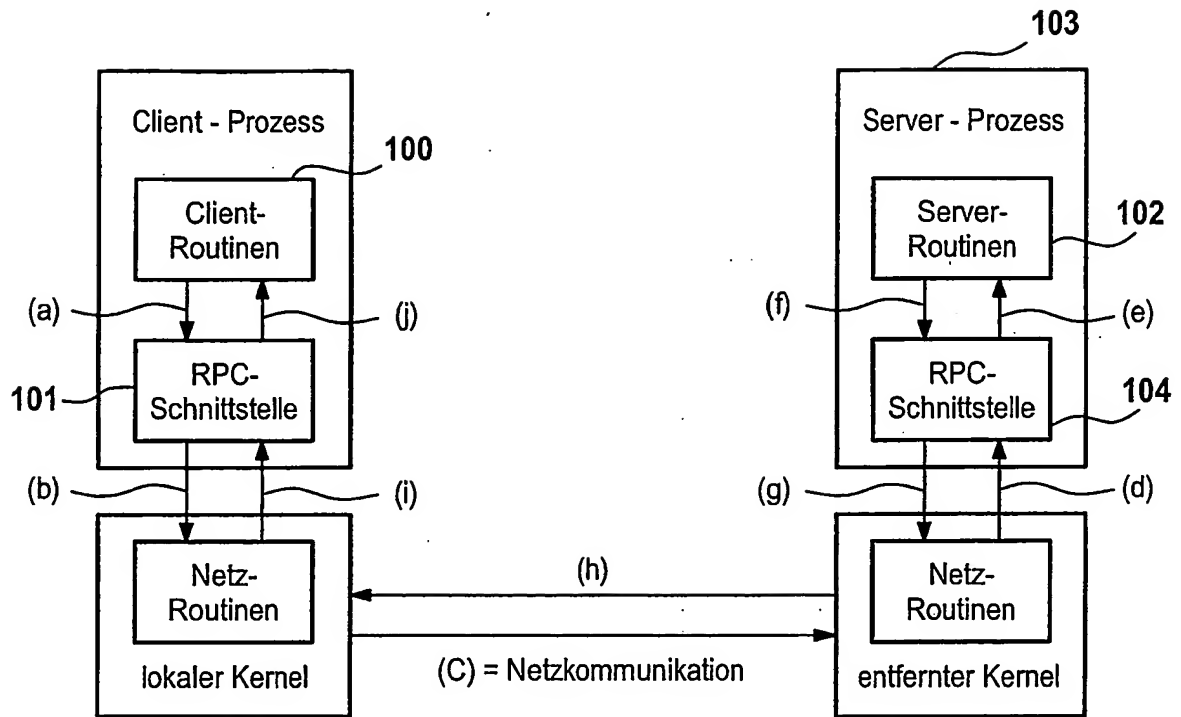 103
Client - Prozess
Server - Prozess
100
Client-
Routinen
Server-
Routinen
102
(a)
(j)
(f)
(e)
101
RPC-
Schnittstelle
RPC-
Schnittstelle
104
(b)
(i)
(g)
(d)
Netz-
Routinen
(h)
Netz-
Routinen
lokaler Kernel
(C) = Netzkommunikation
entfernter Kernel